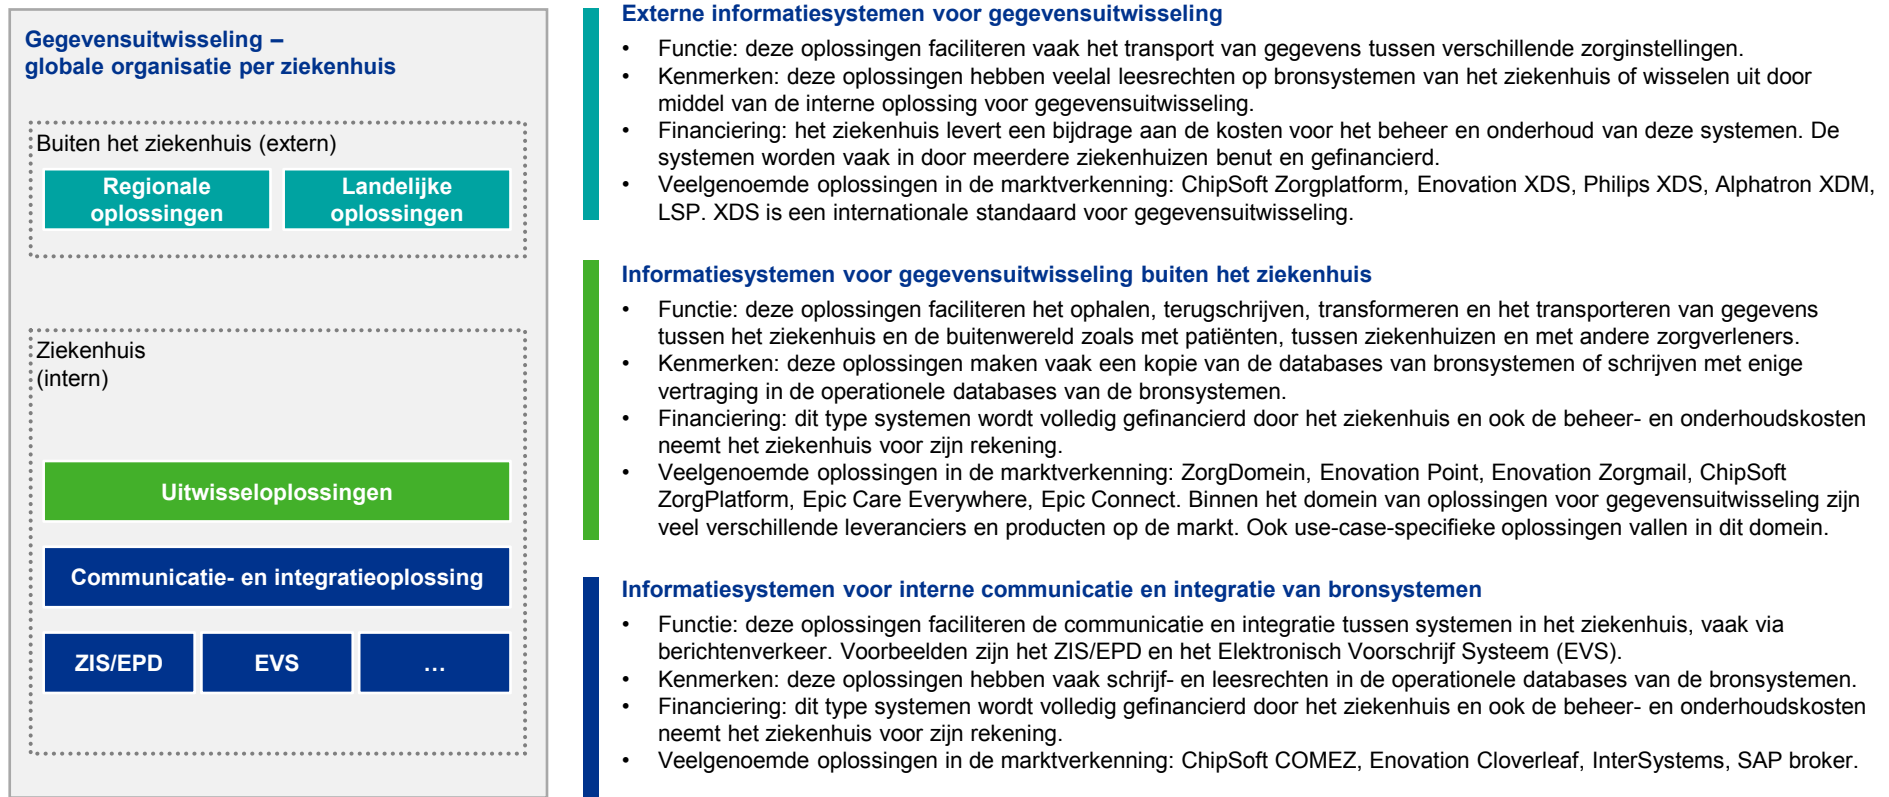 Gegevensuitwisseling –
globale organisatie per ziekenhuis
Buiten het ziekenhuis (extern)
Regionale
oplossingen
Landelijke
oplossingen
Ziekenhuis
(intern)
Uitwisseloplossingen
Communicatie- en integratieoplossing
ZIS/EPD
EVS
…
Externe informatiesystemen voor gegevensuitwisseling
• Functie: deze oplossingen faciliteren vaak het transport van gegevens tussen verschillende zorginstellingen.
• Kenmerken: deze oplossingen hebben veelal leesrechten op bronsystemen van het ziekenhuis of wisselen uit door
middel van de interne oplossing voor gegevensuitwisseling.
• Financiering: het ziekenhuis levert een bijdrage aan de kosten voor het beheer en onderhoud van deze systemen. De
systemen worden vaak in door meerdere ziekenhuizen benut en gefinancierd.
• Veelgenoemde oplossingen in de marktverkenning: ChipSoft Zorgplatform, Enovation XDS, Philips XDS, Alphatron XDM,
LSP. XDS is een internationale standaard voor gegevensuitwisseling.
Informatiesystemen voor gegevensuitwisseling buiten het ziekenhuis
• Functie: deze oplossingen faciliteren het ophalen, terugschrijven, transformeren en het transporteren van gegevens
tussen het ziekenhuis en de buitenwereld zoals met patiënten, tussen ziekenhuizen en met andere zorgverleners.
• Kenmerken: deze oplossingen maken vaak een kopie van de databases van bronsystemen of schrijven met enige
vertraging in de operationele databases van de bronsystemen.
• Financiering: dit type systemen wordt volledig gefinancierd door het ziekenhuis en ook de beheer- en onderhoudskosten
neemt het ziekenhuis voor zijn rekening.
• Veelgenoemde oplossingen in de marktverkenning: ZorgDomein, Enovation Point, Enovation Zorgmail, ChipSoft
ZorgPlatform, Epic Care Everywhere, Epic Connect. Binnen het domein van oplossingen voor gegevensuitwisseling zijn
veel verschillende leveranciers en producten op de markt. Ook use-case-specifieke oplossingen vallen in dit domein.
Informatiesystemen voor interne communicatie en integratie van bronsystemen
• Functie: deze oplossingen faciliteren de communicatie en integratie tussen systemen in het ziekenhuis, vaak via
berichtenverkeer. Voorbeelden zijn het ZIS/EPD en het Elektronisch Voorschrijf Systeem (EVS).
• Kenmerken: deze oplossingen hebben vaak schrijf- en leesrechten in de operationele databases van de bronsystemen.
• Financiering: dit type systemen wordt volledig gefinancierd door het ziekenhuis en ook de beheer- en onderhoudskosten
neemt het ziekenhuis voor zijn rekening.
• Veelgenoemde oplossingen in de marktverkenning: ChipSoft COMEZ, Enovation Cloverleaf, InterSystems, SAP broker.